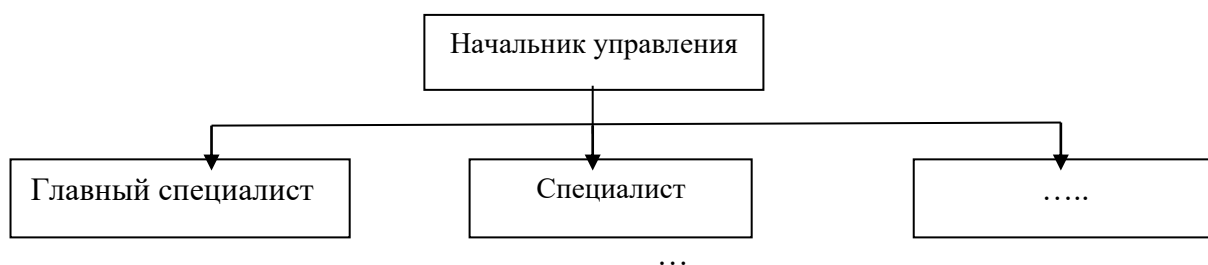 Начальник управления
Главный специалист
Специалист
…..
…